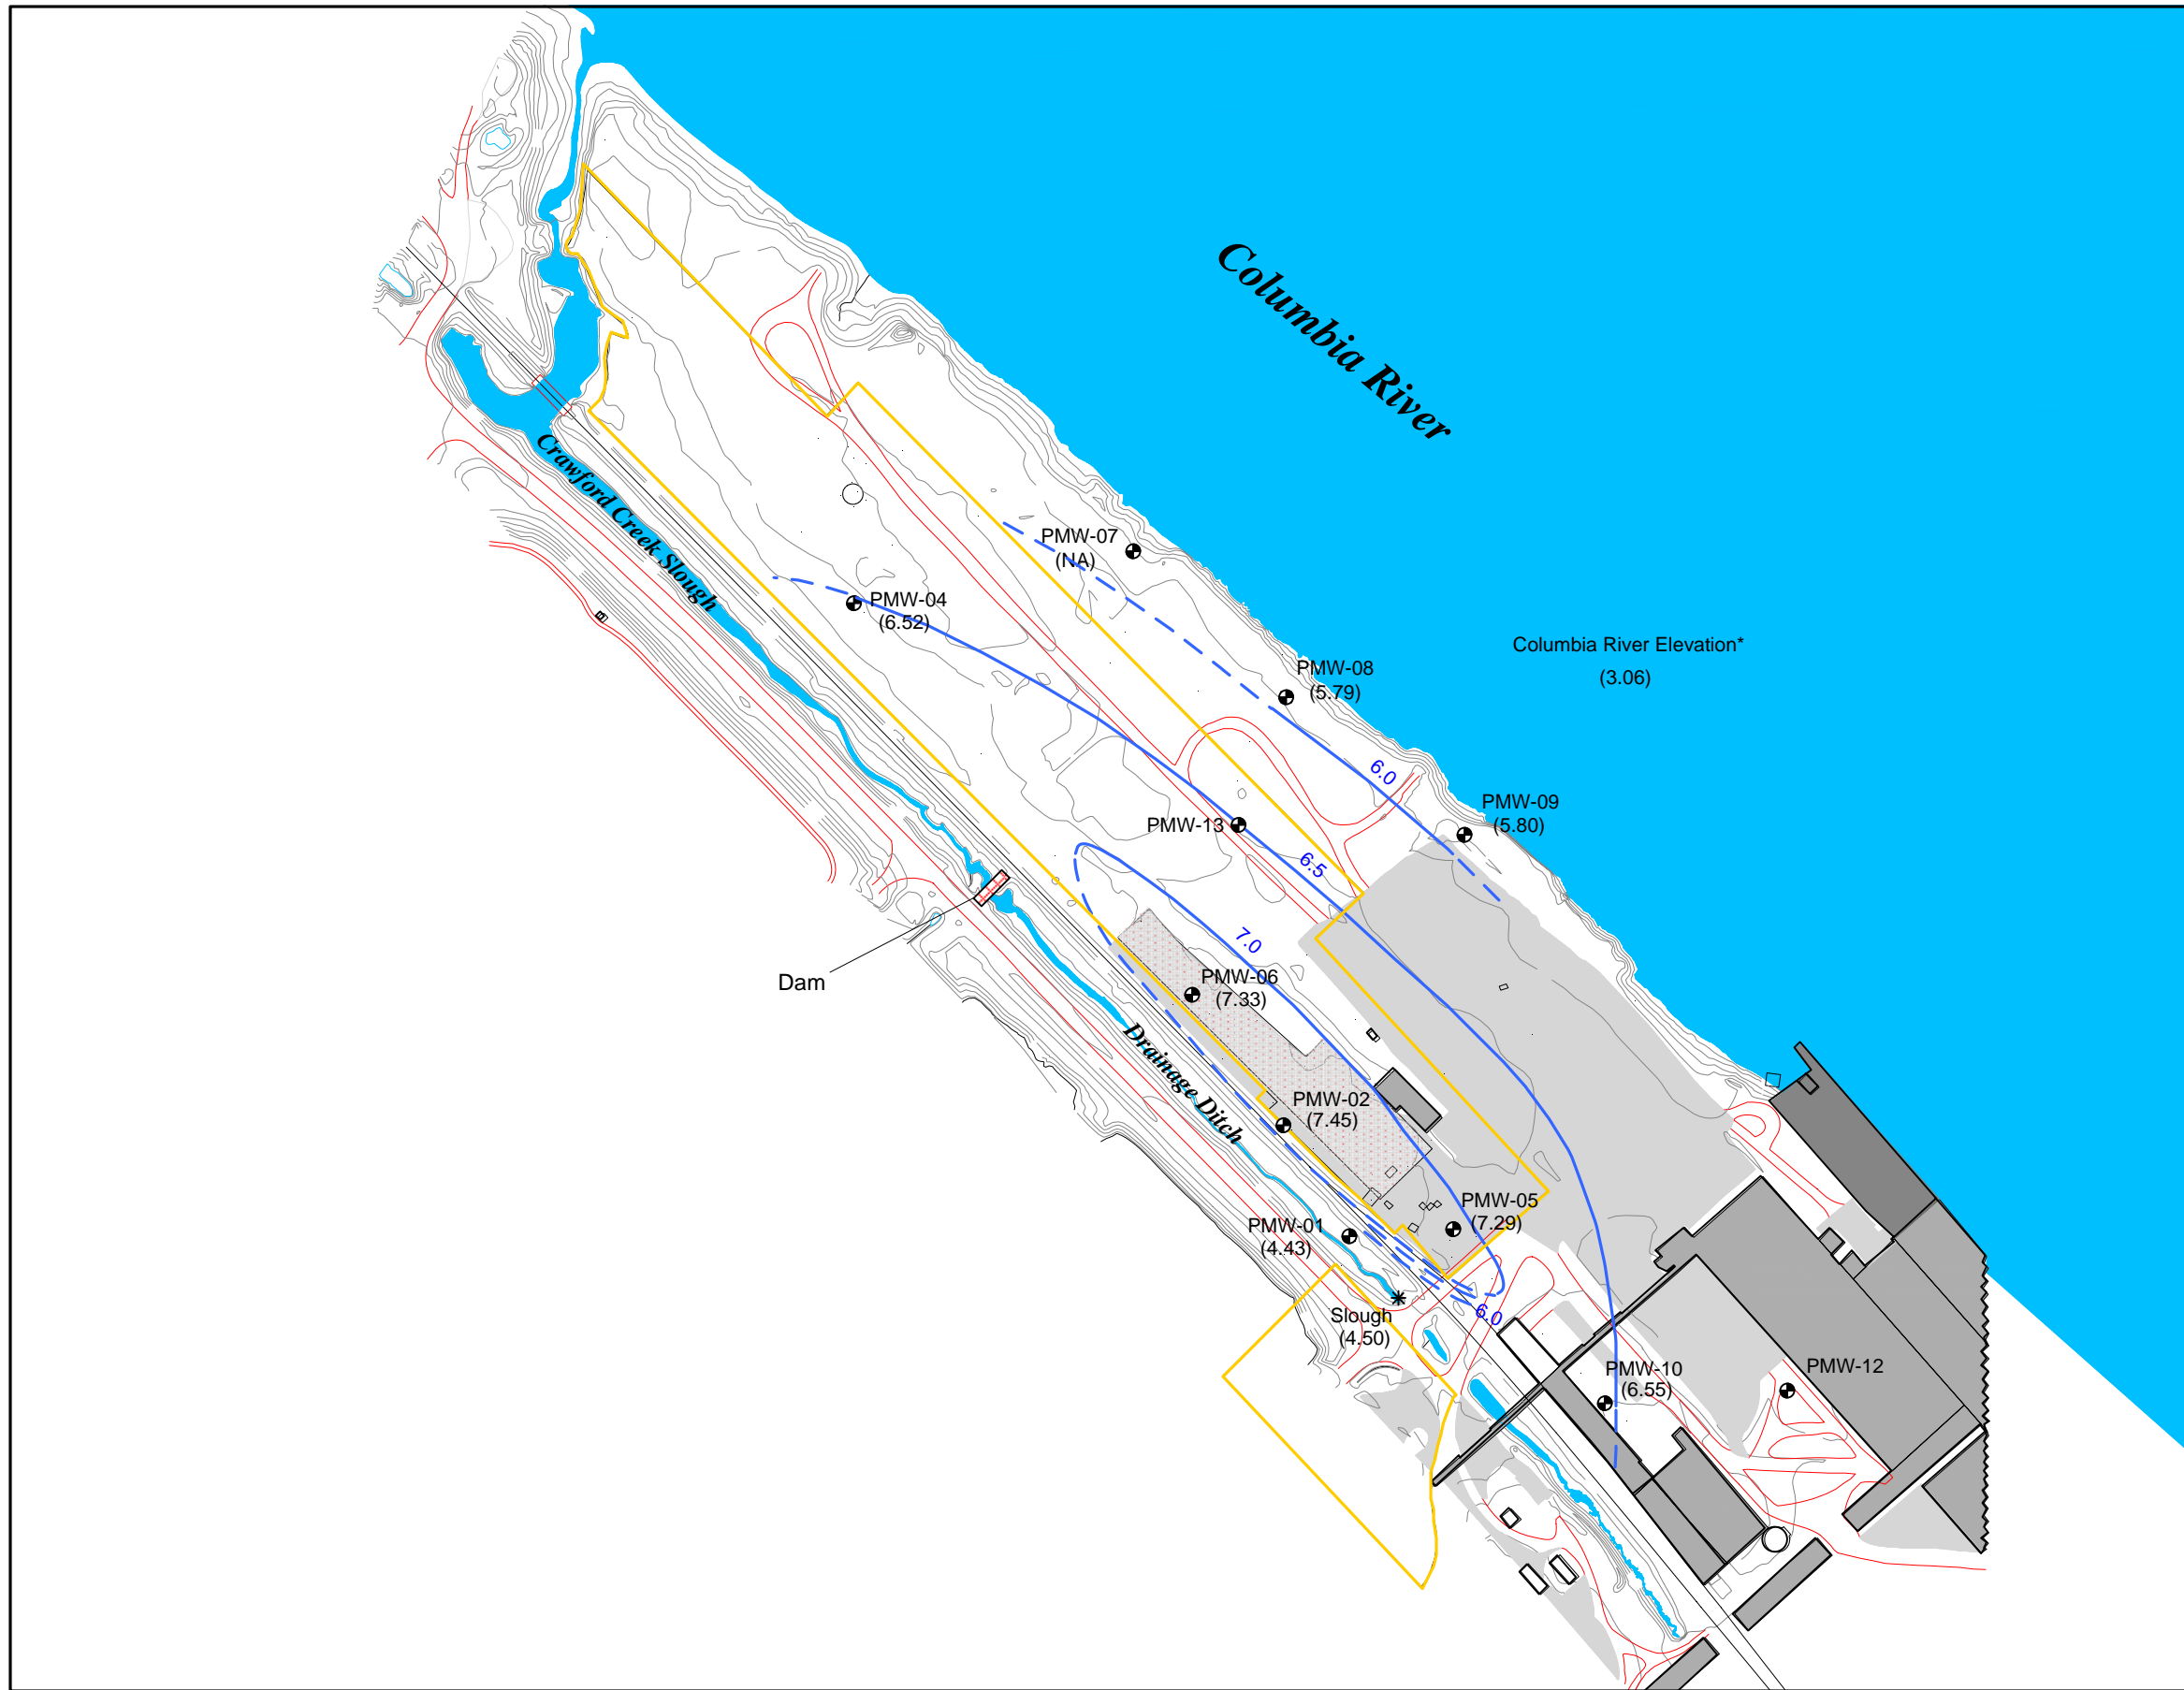 Columbia River
Crawford Creek Slough
PMW-07
(NA)
PMW-04
(6.52)
Columbia River Elevation*
(3.06)
PMW-08
(5.79)
6.0
PMW-09
(5.80)
PMW-13
6.5
7.0
Dam
PMW-06
(7.33)
Drainage Ditch
PMW-02
(7.45)
PMW-05
(7.29)
PMW-01
(4.43)
Slough
(4.50)
6.0
PMW-10
(6.55)
PMW-12